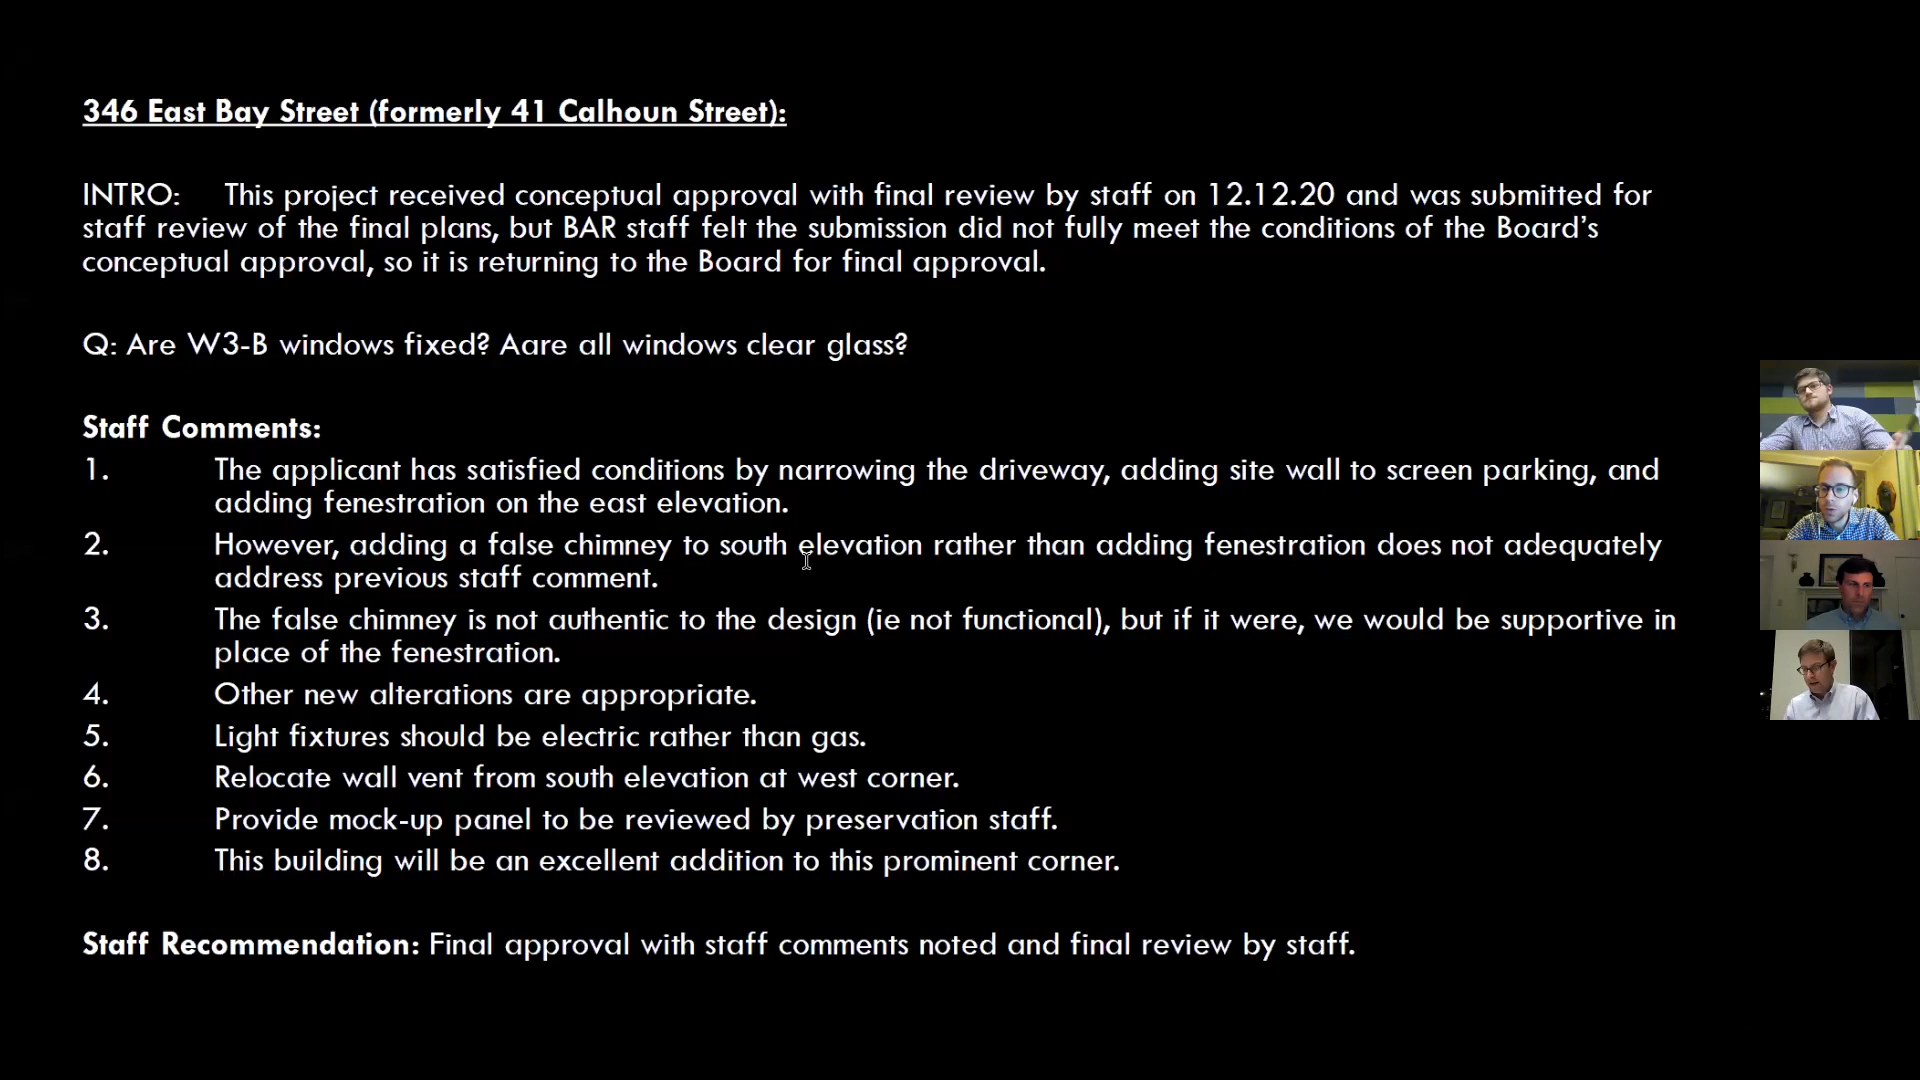 346 East Bay Street (formerly 41 Calhoun Street):
INTRO: This project received conceptual approval with final review by staff on 12.12.20 and was submitted for
staff review of the final plans, but BAR staff felt the submission did not fully meet the conditions of the Board’s
conceptual approval, so it is returning to the Board for final approval.
Q: Are W3-B windows fixed? Aare all windows clear glass?
Staff Comments:
1. The applicant has satisfied conditions by narrowing the driveway, adding site wall to screen parking, and
adding fenestration on the east elevation.
2. However, adding a false chimney to south elevation rather than adding fenestration does not adequately
address previous staff comment.
3. The false chimney is not authentic to the design (ie not functional), but if it were, we would be supportive in
place of the fenestration.
4. Other new alterations are appropriate.
5. Light fixtures should be electric rather than gas.
6. Relocate wall vent from south elevation at west corner.
7. Provide mock-up panel to be reviewed by preservation staff.
8. This building will be an excellent addition to this prominent corner.
Staff Recommendation: Final approval with staff comments noted and final review by staff.